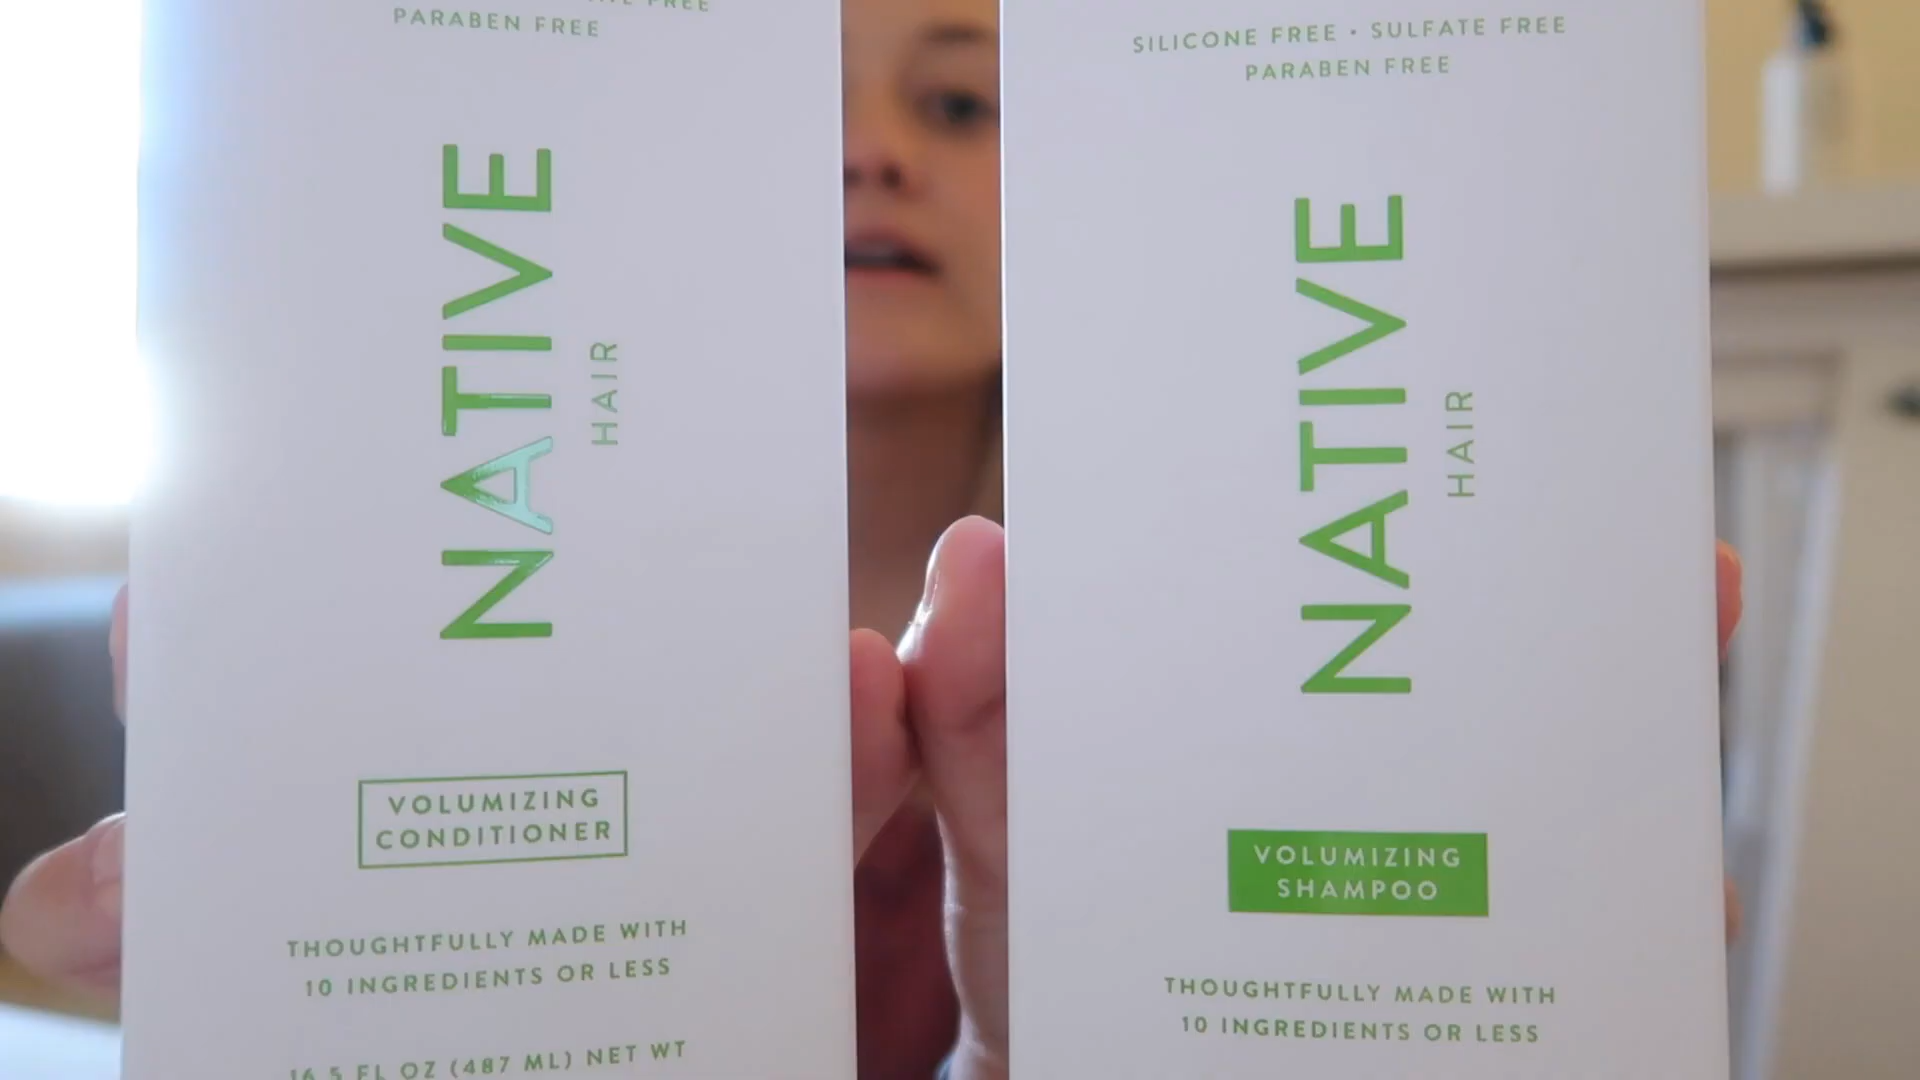 FREE
PARABEN FREE
NATIVE
HAIR
VOLUMIZING
CONDITIONER
THOUGHTFULLY MADE WITH
10 INGREDIENTS OR LESS
16.5 FL OZ (487 ML) NET WT
SILICONE FREE • SULFATE FREE
PARABEN FREE
NATIVE
HAIR
VOLUMIZING
SHAMPOO
THOUGHTFULLY MADE WITH
10 INGREDIENTS OR LESS